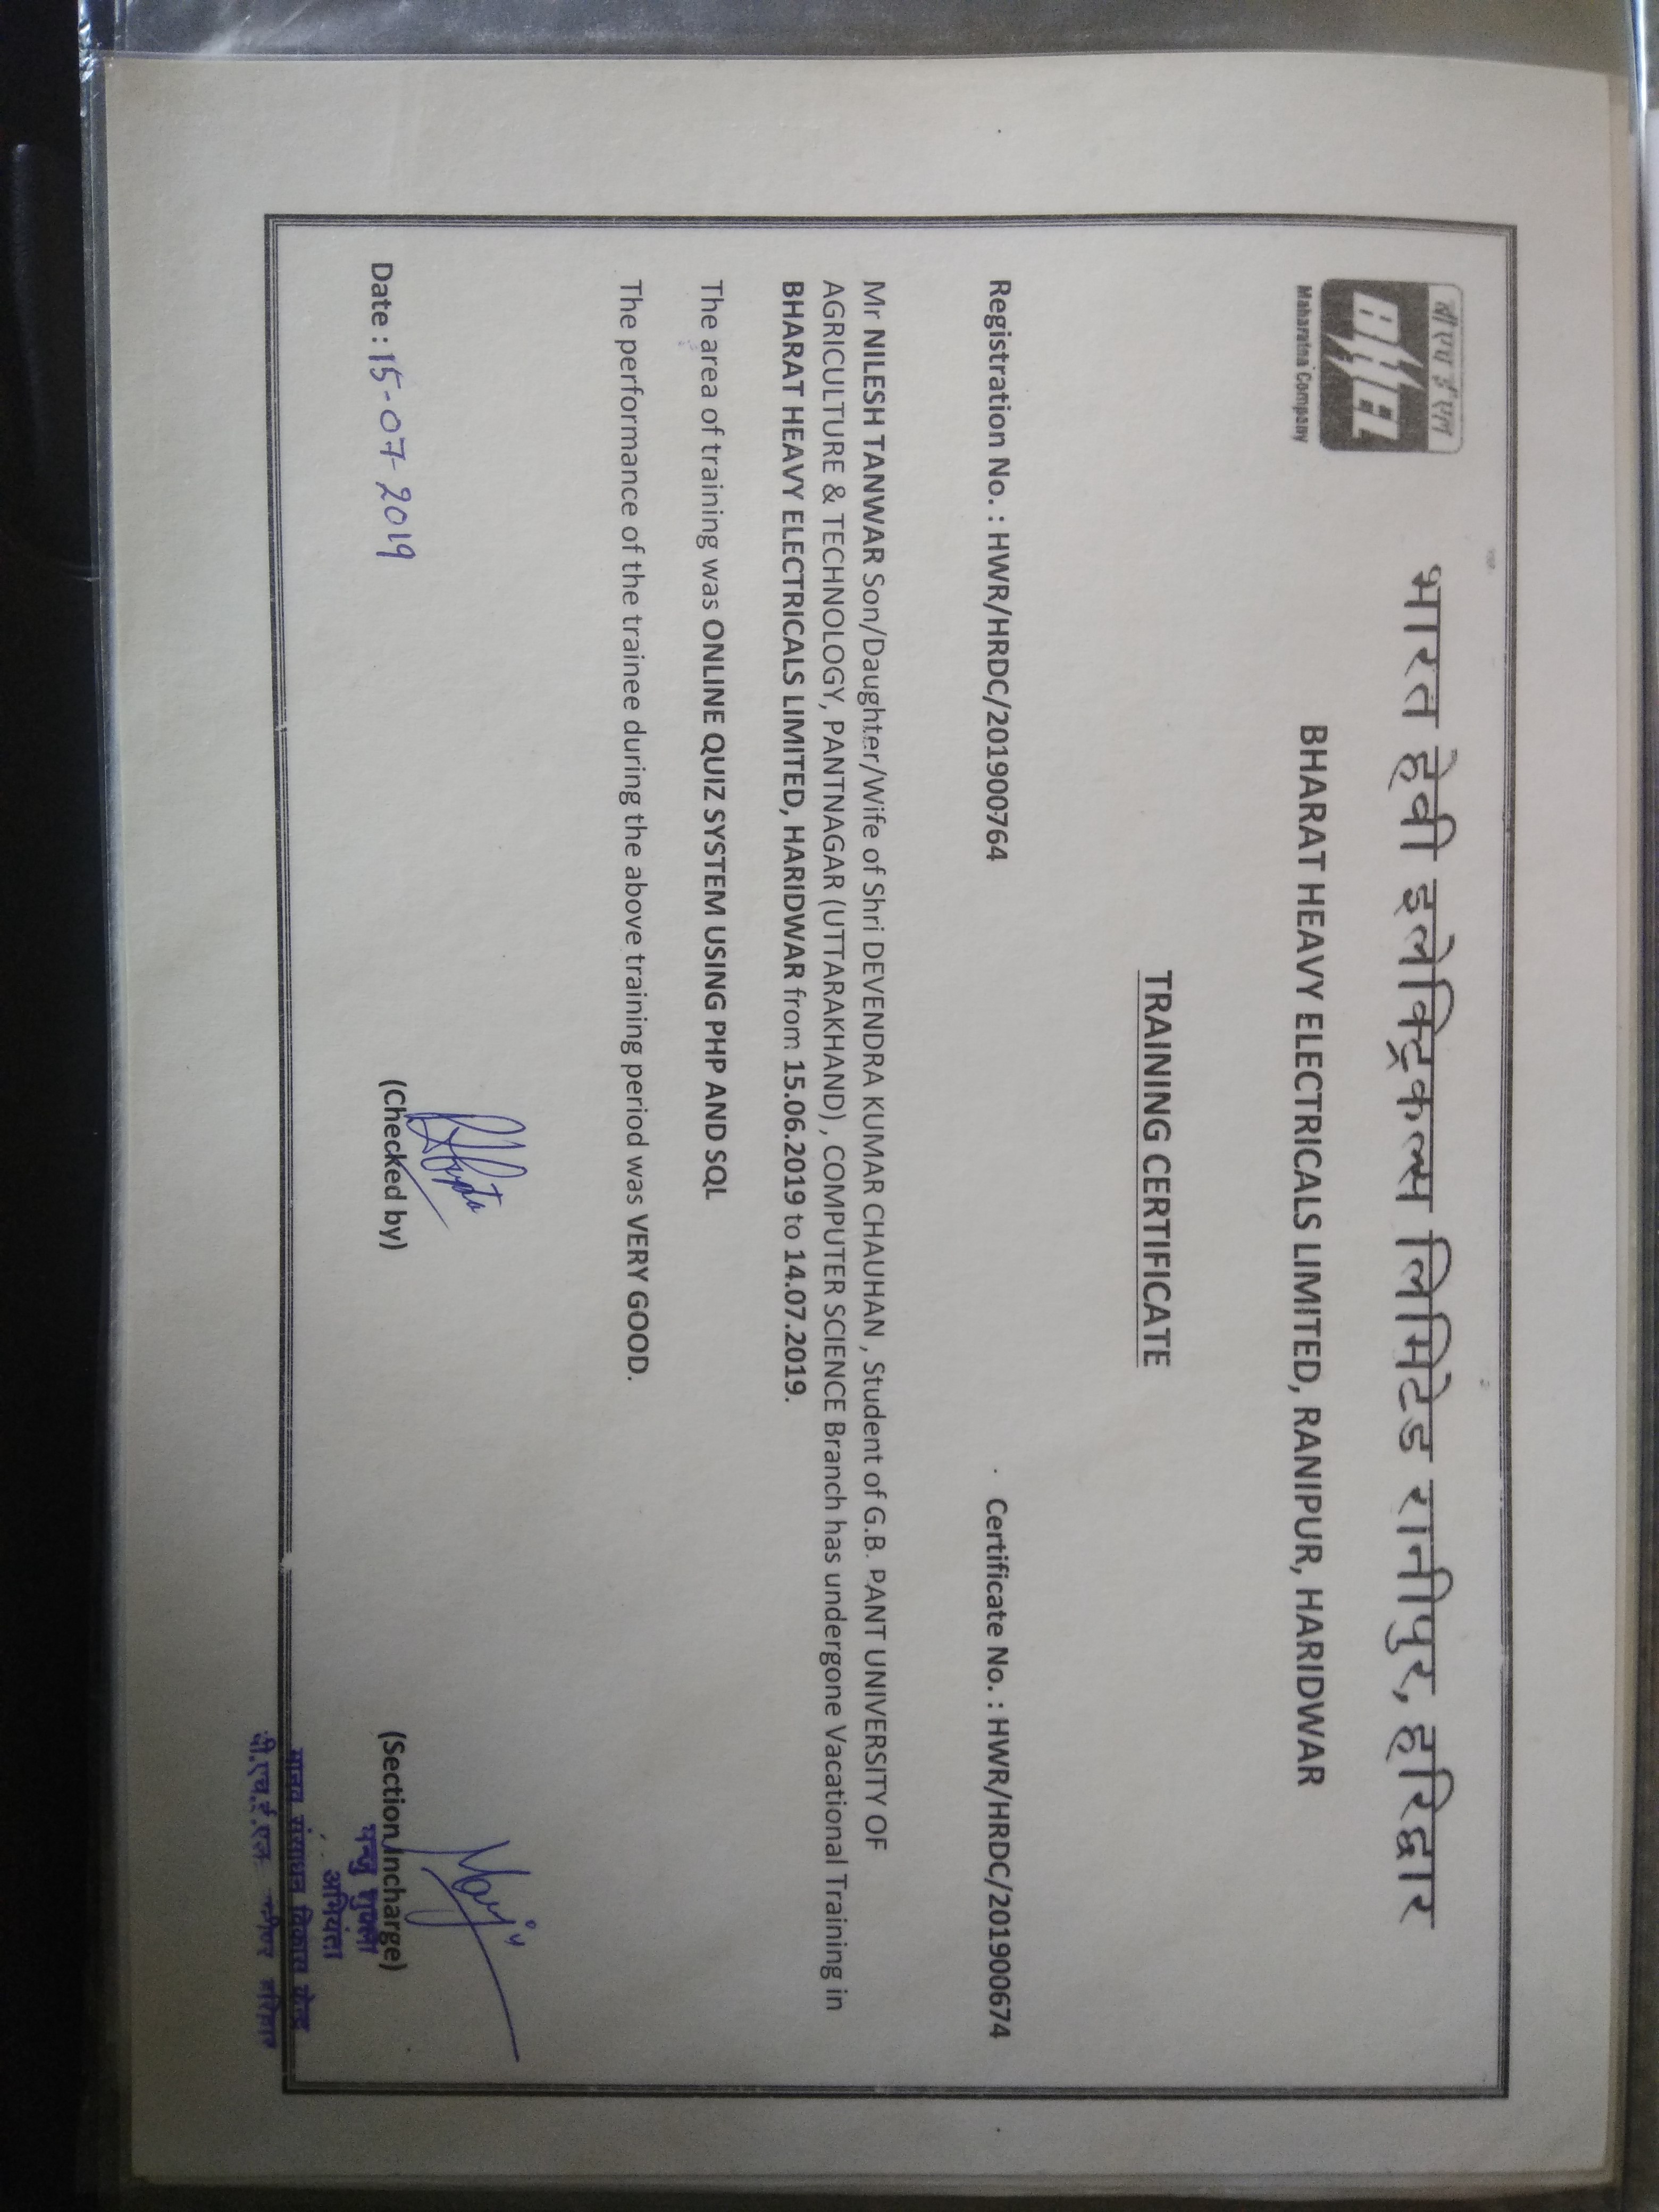 बी एच ई एल
BHEL
Maharatna Company
भारत हेवी इलेक्ट्रिकल्स लिमिटेड रानीपुर, हरिद्वार
BHARAT HEAVY ELECTRICALS LIMITED, RANIPUR, HARIDWAR
TRAINING CERTIFICATE
Registration No. : HWR/HRDC/201900764 Certificate No. : HWR/HRDC/201900674
Mr NILESH TANWAR Son/Daughter/Wife of Shri DEVENDRA KUMAR CHAUHAN , Student of G.B. PANT UNIVERSITY OF
AGRICULTURE & TECHNOLOGY, PANTNAGAR (UTTARAKHAND) , COMPUTER SCIENCE Branch has undergone Vacational Training in
BHARAT HEAVY ELECTRICALS LIMITED, HARIDWAR from 15.06.2019 to 14.07.2019.
The area of training was ONLINE QUIZ SYSTEM USING PHP AND SQL
The performance of the trainee during the above training period was VERY GOOD.
Date : 15-07-2019 (Checked by) (Section Incharge)
अभियंता
मानव संसाधन विकास केन्द्र
बी.एच.ई.एल.